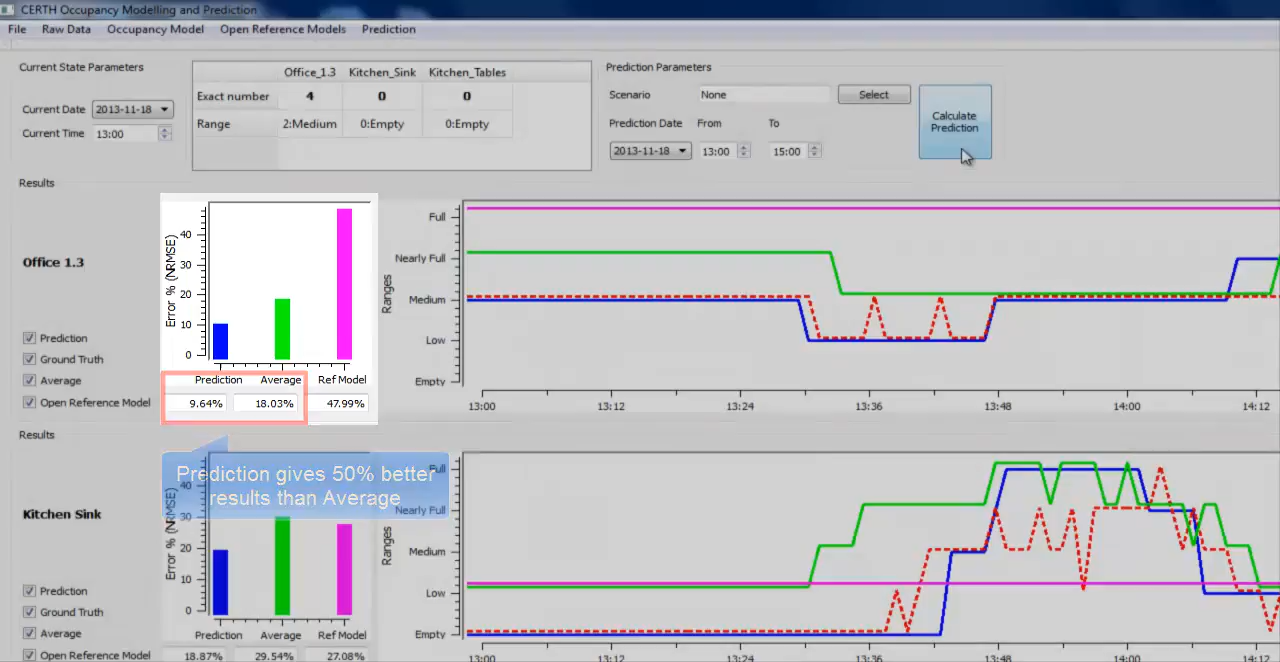 CERTH Occupancy Modelling and Prediction
File Raw Data Occupancy Model Open Reference Models Prediction
Current State Parameters
Current Date 2013-11-18
Current Time 13:00
Office_1.3 Kitchen_Sink Kitchen_Tables
Exact number 4 0 0
Range 2:Medium 0:Empty 0:Empty
Prediction Parameters
Scenario None Select
Prediction Date From To
2013-11-18 13:00 15:00
Calculate
Prediction
Results
Office 1.3
Prediction
Ground Truth
Average
Open Reference Model
Error % (NRMSE)
40
30
20
10
0
Prediction Average Ref Model
9.64% 18.03% 47.99%
Ranges
Full
Nearly Full
Medium
Low
Empty
13:00 13:12 13:24 13:36 13:48 14:00 14:12
Prediction gives 50% better
results than Average
Results
Kitchen Sink
Prediction
Ground Truth
Average
Open Reference Model
Error % (NRMSE)
40
30
20
10
0
Prediction Average Ref Model
18.87% 29.54% 27.08%
Ranges
Full
Nearly Full
Medium
Low
Empty
13:00 13:12 13:24 13:36 13:48 14:00 14:12